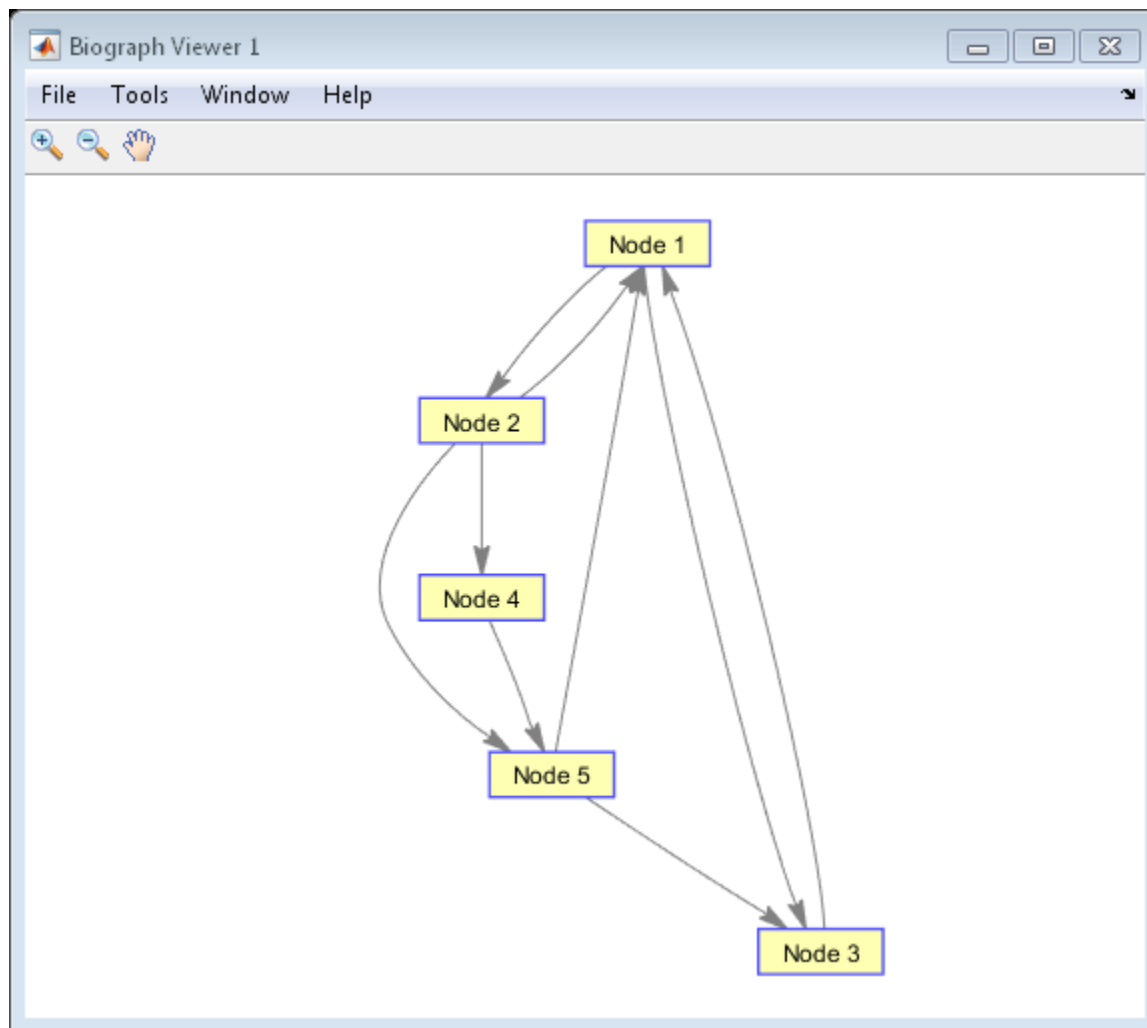 Biograph Viewer 1
File Tools Window Help
Node 1
Node 2
Node 4
Node 5
Node 3